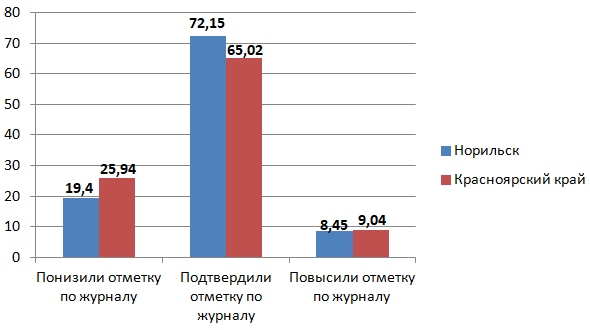 80
70
60
50
40
30
20
10
0
19,4
25,94
72,15
65,02
8,45
9,04
Понизили отметку
по журналу
Подтвердили
отметку по
журналу
Повысили отметку
по журналу
Норильск
Красноярский край